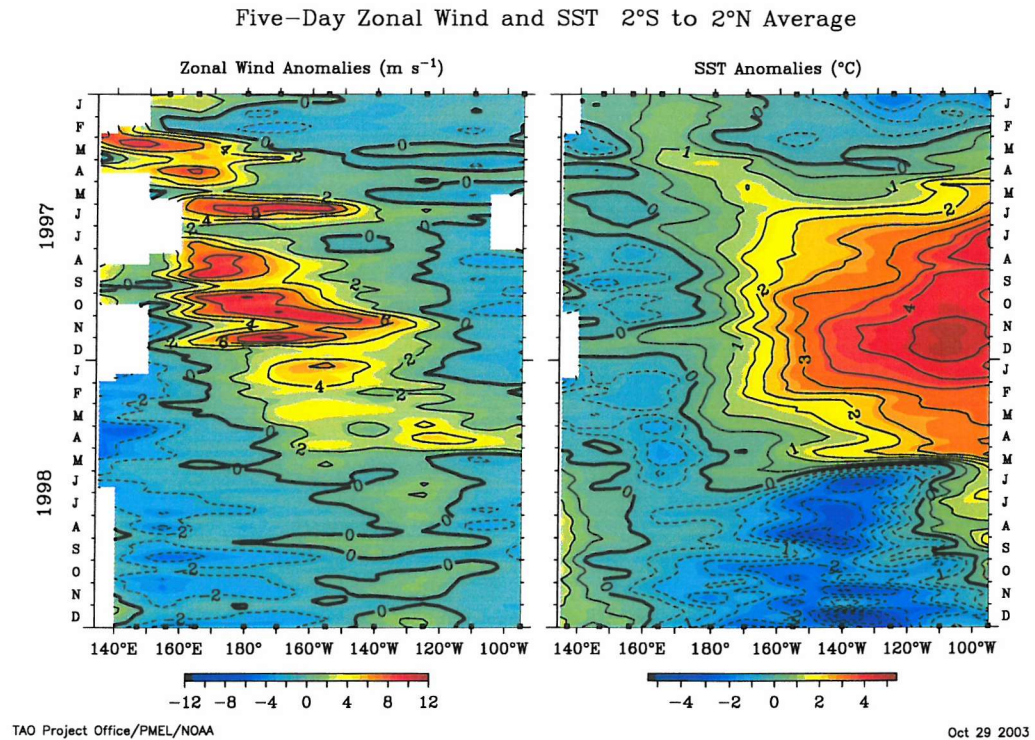 Five-Day Zonal Wind and SST 2°S to 2°N Average
Zonal Wind Anomalies (m s⁻¹)
SST Anomalies (°C)
J
F
M
A
M
J
J
A
S
O
N
D
J
F
M
A
M
J
J
A
S
O
N
D
1997
1998
J
F
M
A
M
J
J
A
S
O
N
D
J
F
M
A
M
J
J
A
S
O
N
D
140°E 160°E 180° 160°W 140°W 120°W 100°W
140°E 160°E 180° 160°W 140°W 120°W 100°W
-12 -8 -4 0 4 8 12
-4 -2 0 2 4
TAO Project Office/PMEL/NOAA
Oct 29 2003